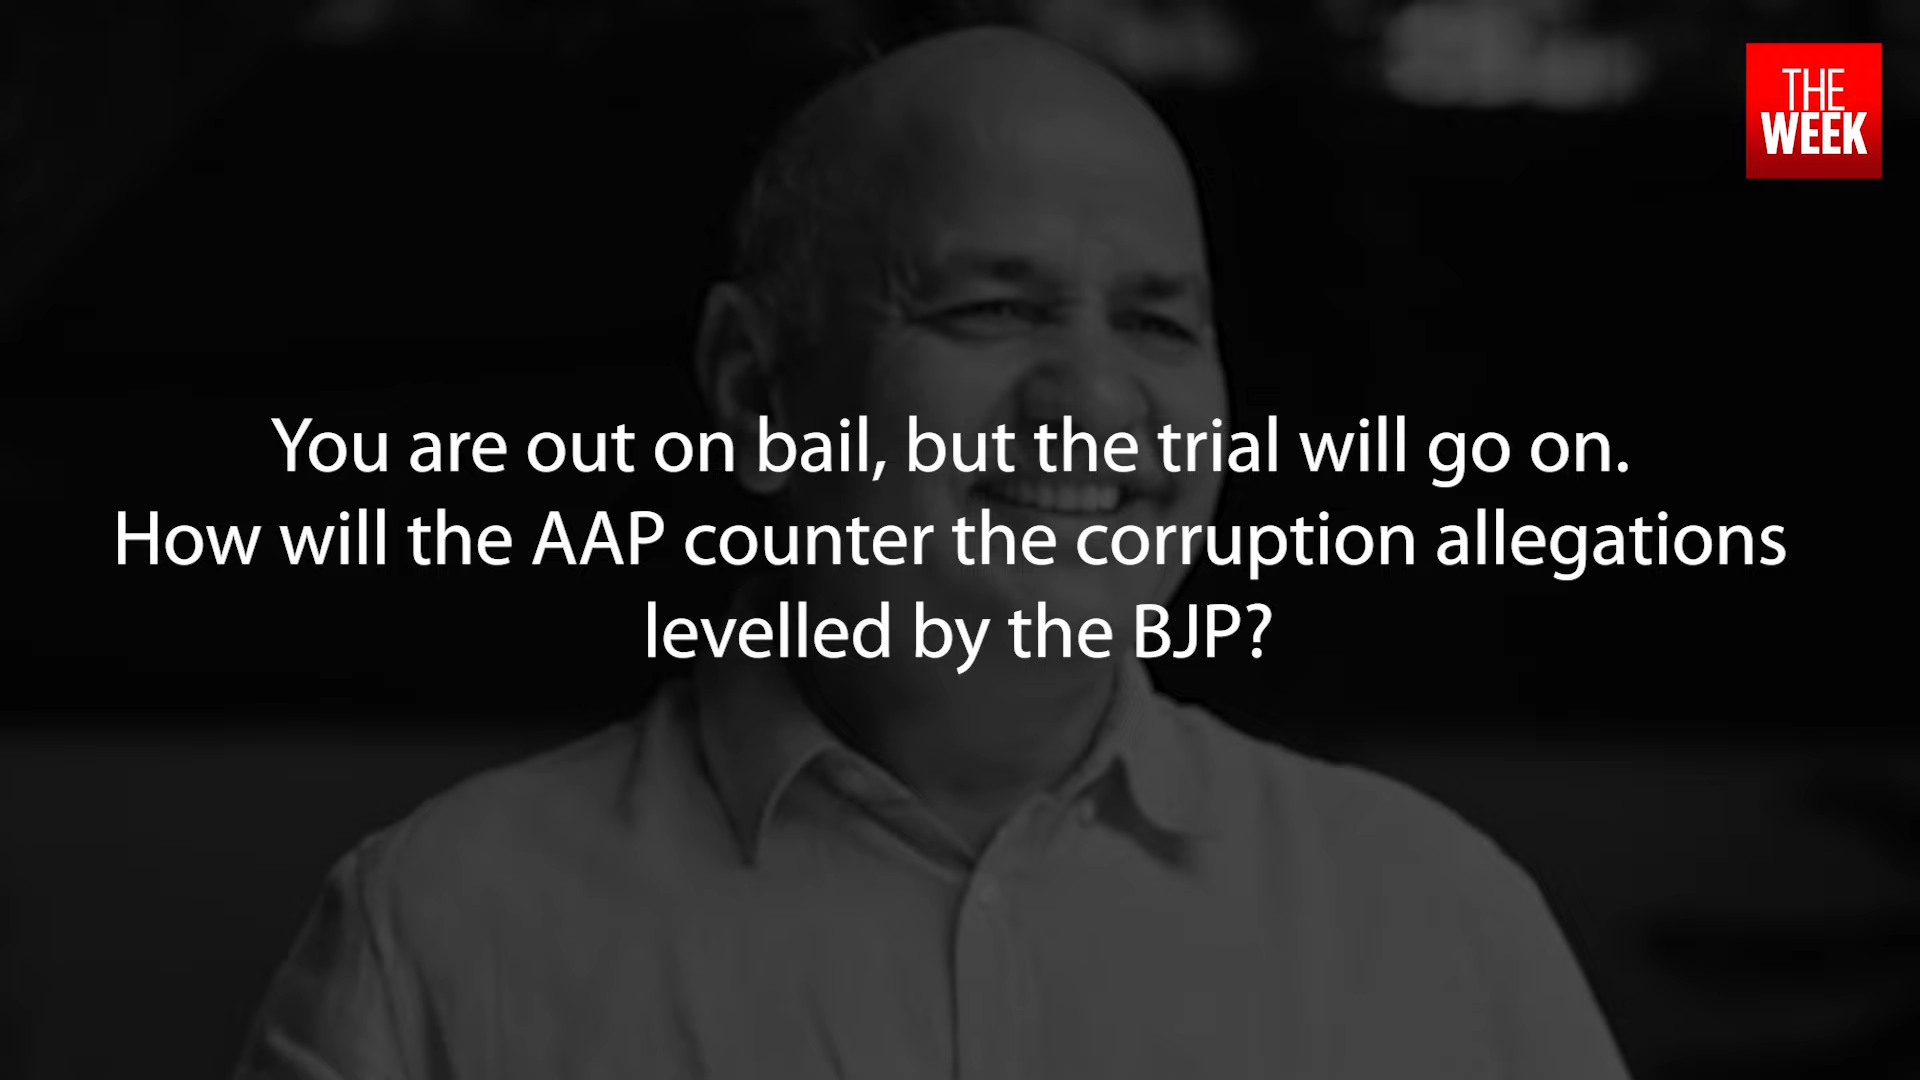 THE
WEEK
You are out on bail, but the trial will go on.
How will the AAP counter the corruption allegations
levelled by the BJP?